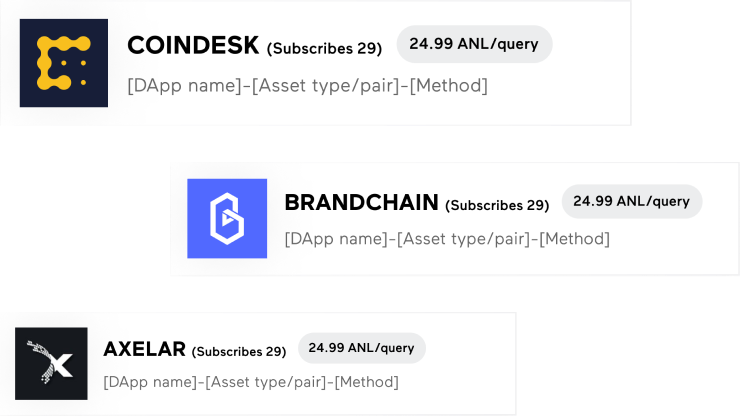 COINDESK (Subscribes 29) 24.99 ANL/query
[DApp name]-[Asset type/pair]-[Method]
BRANDCHAIN (Subscribes 29) 24.99 ANL/query
[DApp name]-[Asset type/pair]-[Method]
AXELAR (Subscribes 29) 24.99 ANL/query
[DApp name]-[Asset type/pair]-[Method]